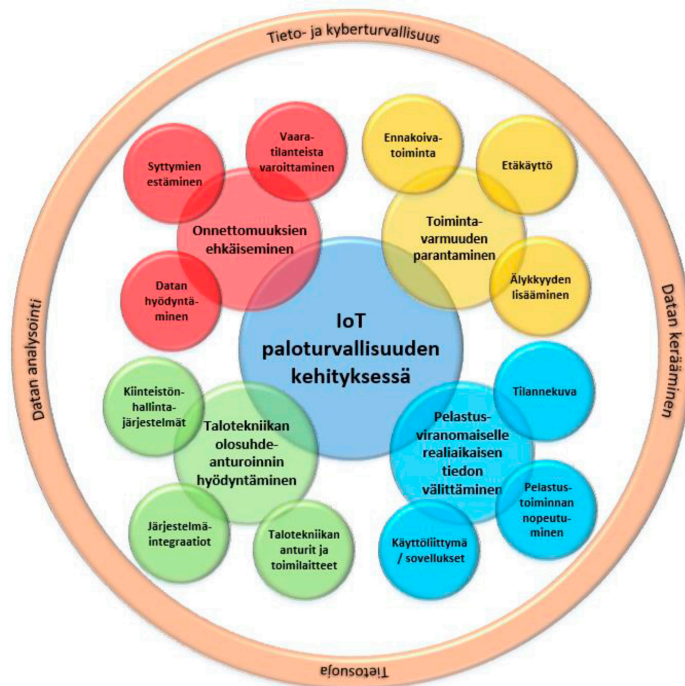 Tieto- ja kyberturvallisuus
Vaara-
tilanteista
varoittaminen
Syttymien
estäminen
Onnettomuuksien
ehkäiseminen
Datan
hyödyntä-
minen
Ennakoiva-
toiminta
Etäkäyttö
Toiminta-
varmuuden
parantaminen
Älykkyyden
lisääminen
Datan analysointi
IoT
paloturvallisuuden
kehityksessä
Datan kerääminen
Kiinteistön-
hallinta-
järjestelmät
Talotekniikan
olosuhde-
anturoinnin
hyödyntäminen
Järjestelmä-
integraatiot
Talotekniikan
anturit ja
toimilaitteet
Tilannekuva
Pelastus-
viranomaiselle
realiaikaisen
tiedon
välittäminen
Pelastus-
toiminnan
nopeutu-
minen
Käyttöliittymä
/ sovellukset
Tietosuoja